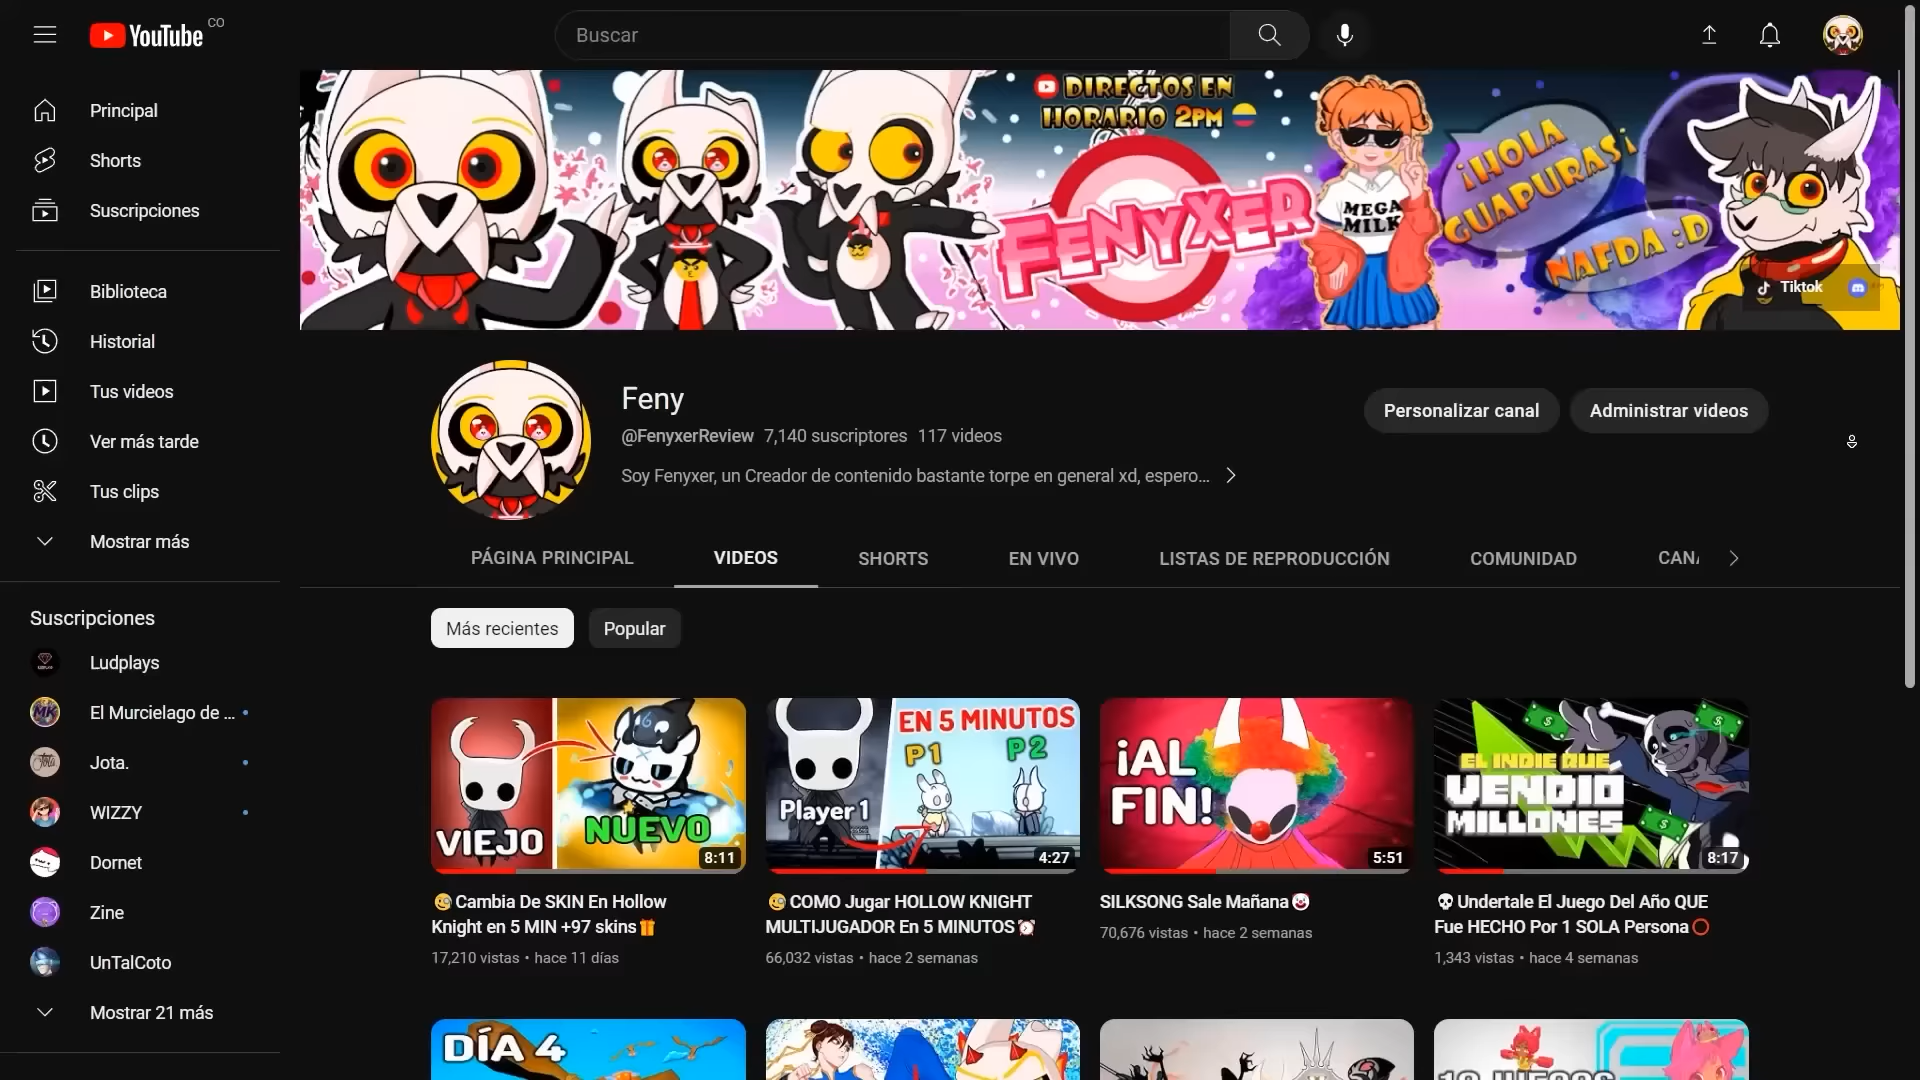 YouTube CO
Buscar
Principal
Shorts
Suscripciones
Biblioteca
Historial
Tus videos
Ver más tarde
Tus clips
Mostrar más
Suscripciones
Ludplays
El Murcielago de ...
Jota.
WIZZY
Dornet
Zine
UnTalCoto
Mostrar 21 más
DIRECTOS EN
HORARIO 2PM
FENYXER
MEGA
MILK
¡HOLA
GUAPURAS!
NAFDA :D
Tiktok
Feny
@FenyxerReview 7,140 suscriptores 117 videos
Soy Fenyxer, un Creador de contenido bastante torpe en general xd, espero...
Personalizar canal
Administrar videos
PÁGINA PRINCIPAL
VIDEOS
SHORTS
EN VIVO
LISTAS DE REPRODUCCIÓN
COMUNIDAD
CANA
Más recientes
Popular
VIEJO
NUEVO
8:11
🧐Cambia De SKIN En Hollow
Knight en 5 MIN +97 skins🎁
17,210 vistas • hace 11 días
EN 5 MINUTOS
P1
P2
Player 1
4:27
🧐COMO Jugar HOLLOW KNIGHT
MULTIJUGADOR En 5 MINUTOS⏰
66,032 vistas • hace 2 semanas
¡AL
FIN!
5:51
SILKSONG Sale Mañana🤡
70,676 vistas • hace 2 semanas
EL INDIE QUE
VENDIO
MILLONES
8:17
💀Undertale El Juego Del Año QUE
Fue HECHO Por 1 SOLA Persona⭕
1,343 vistas • hace 4 semanas
DÍA 4
10 JUEGOS